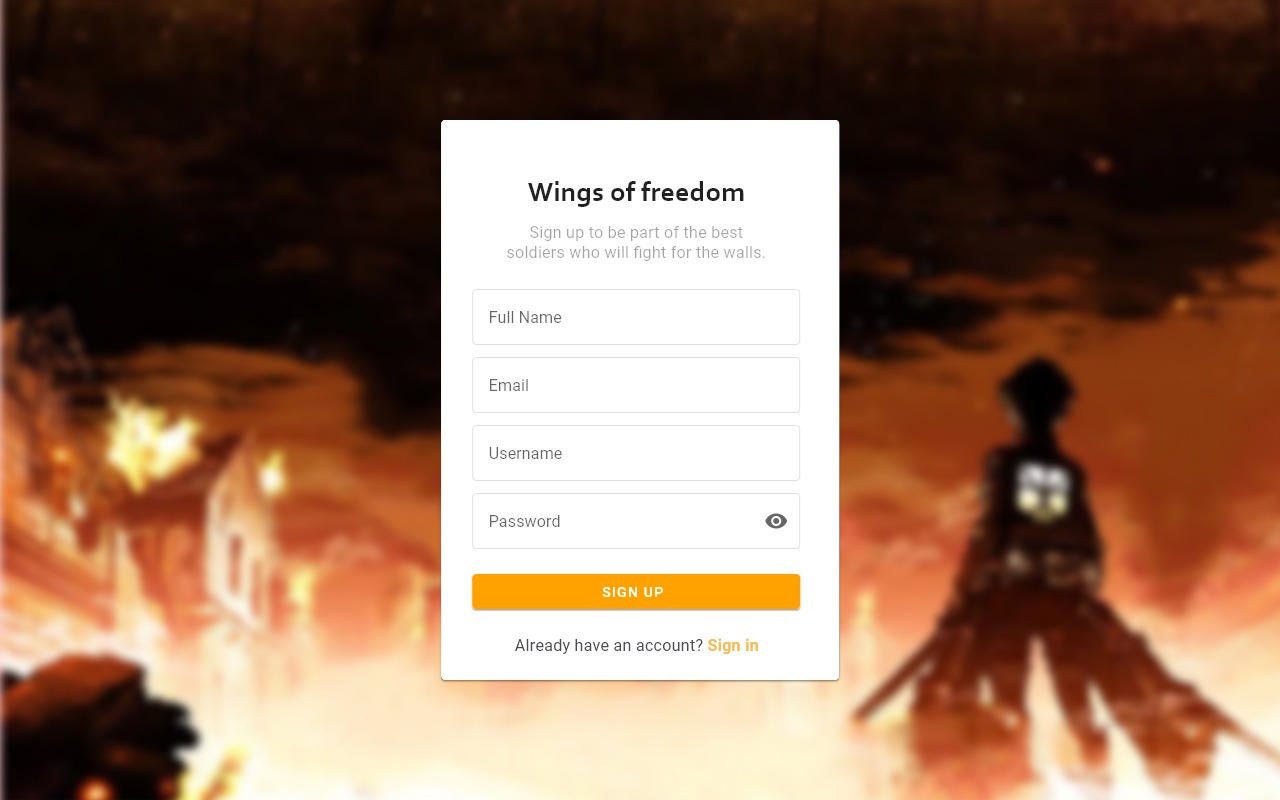 Wings of freedom
Sign up to be part of the best
soldiers who will fight for the walls.
Full Name
Email
Username
Password
SIGN UP
Already have an account? Sign in